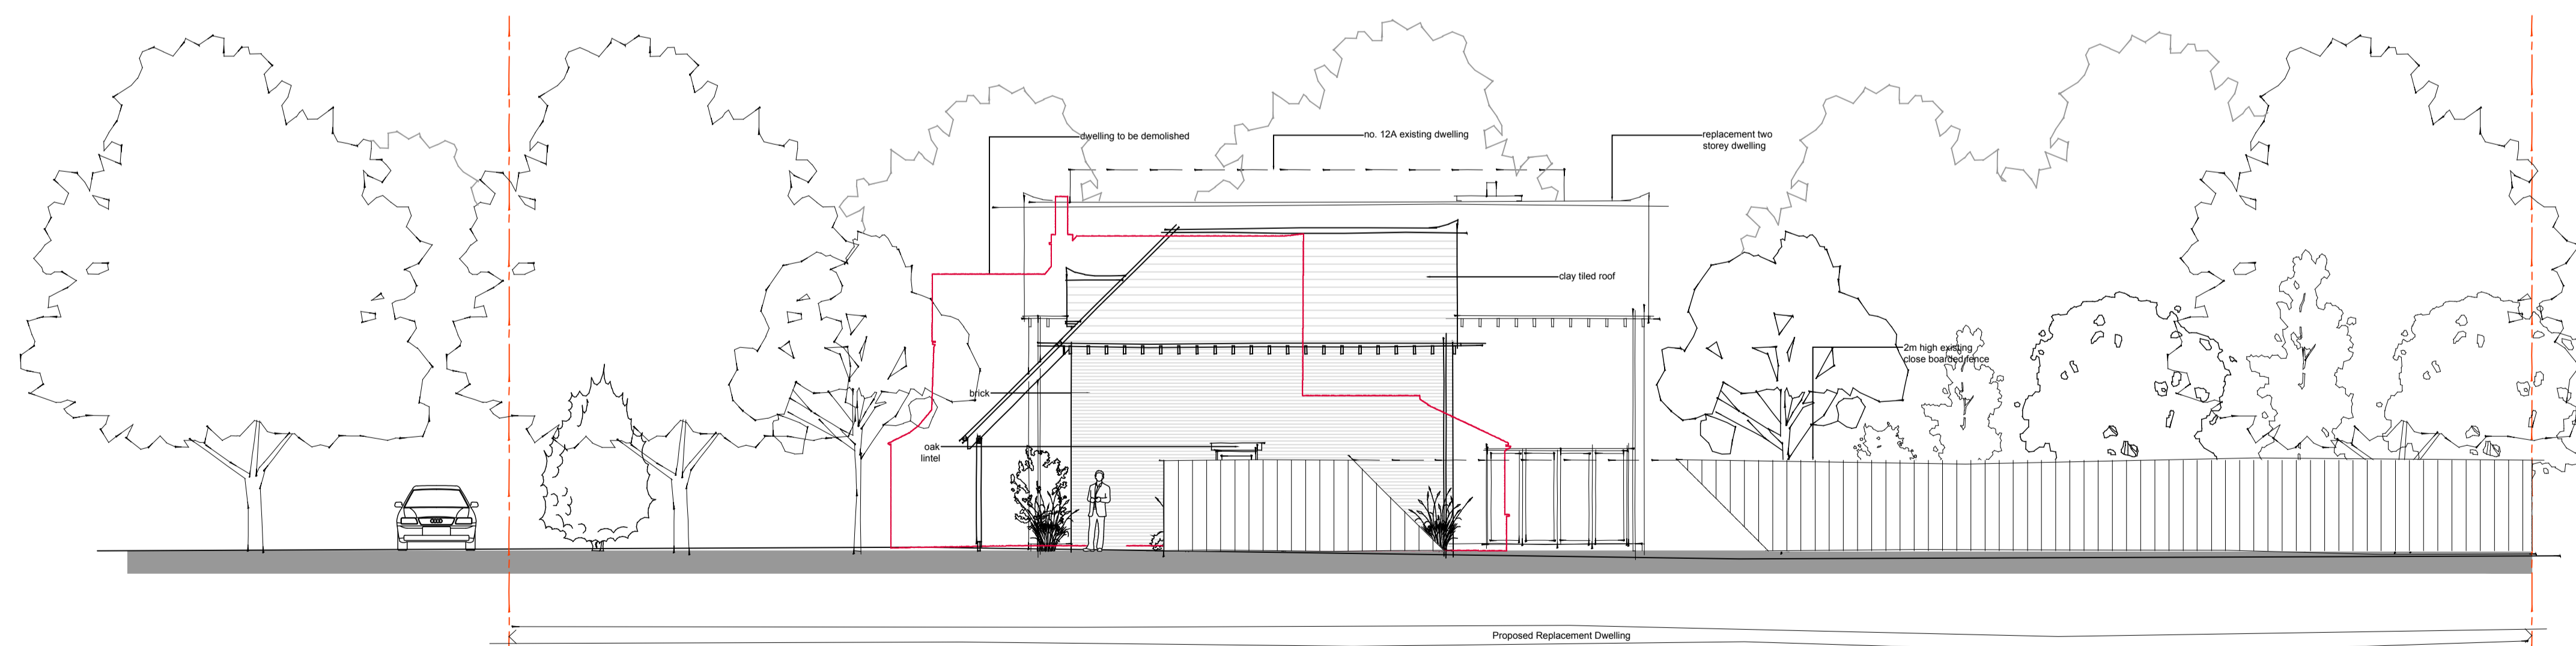 dwelling to be demolished
no. 12A existing dwelling
replacement two
storey dwelling
clay tiled roof
2m high existing
close boarded fence
brick
oak
lintel
Proposed Replacement Dwelling